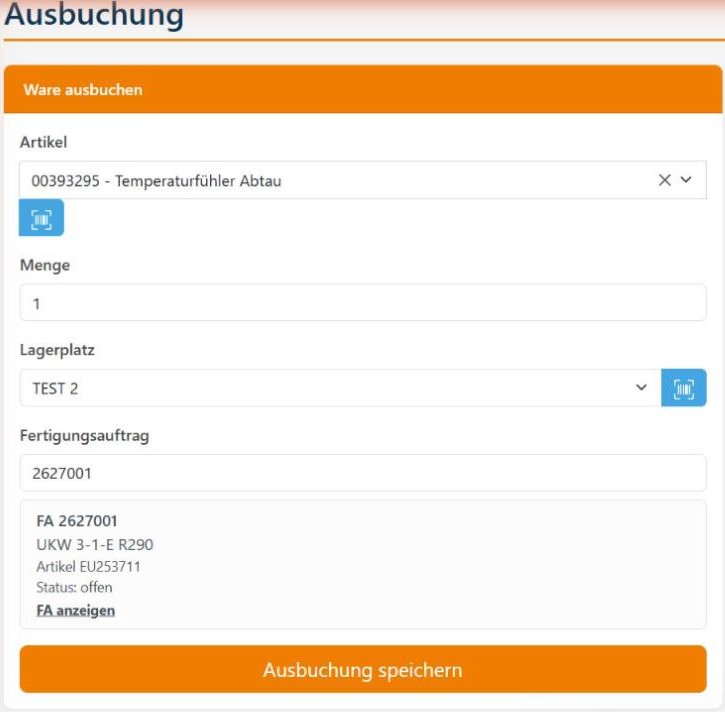 Ausbuchung
Ware ausbuchen
Artikel
00393295 - Temperaturfühler Abtau
Menge
1
Lagerplatz
TEST 2
Fertigungsauftrag
2627001
FA 2627001
UKW 3-1-E R290
Artikel EU253711
Status: offen
FA anzeigen
Ausbuchung speichern